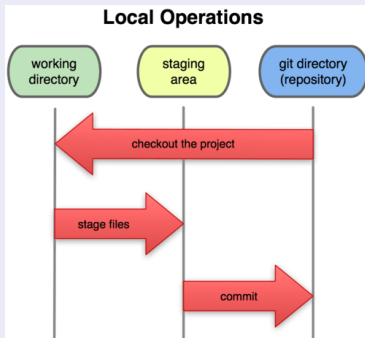 Local Operations
working
directory
staging
area
git directory
(repository)
checkout the project
stage files
commit